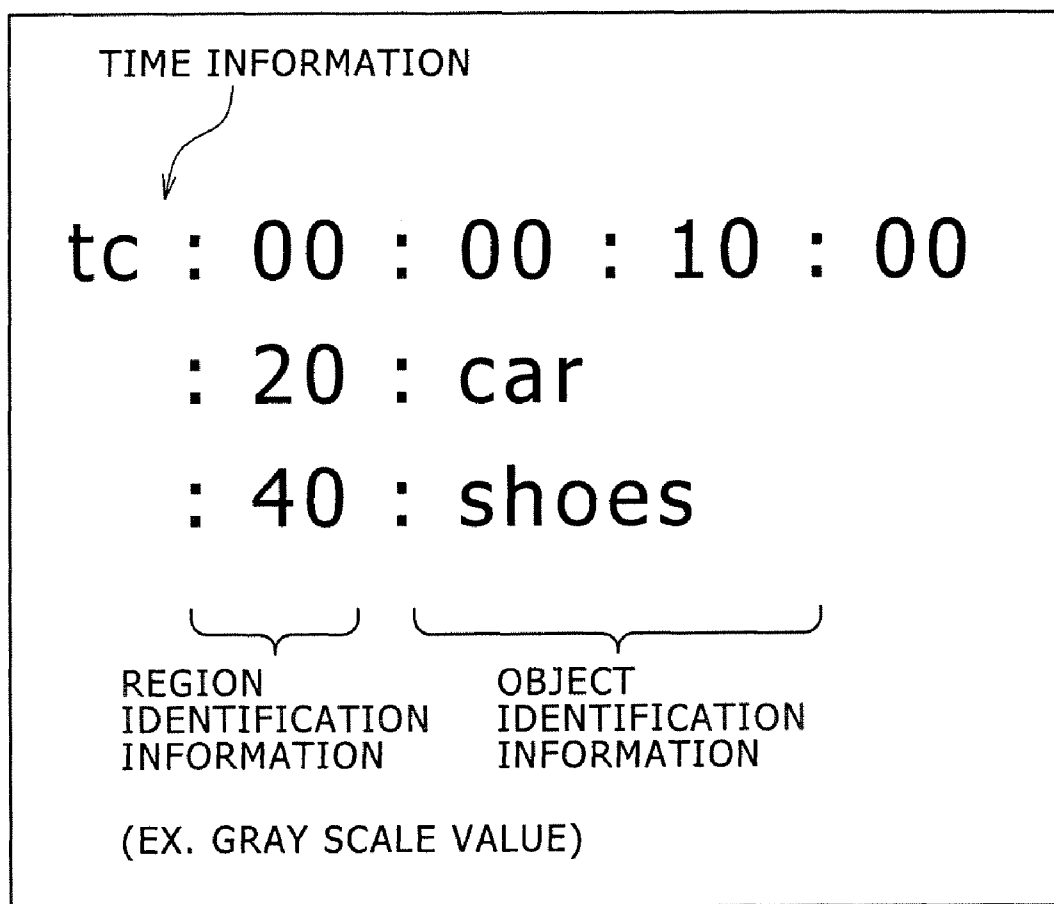 TIME INFORMATION
tc : 00 : 00 : 10 : 00
: 20 : car
: 40 : shoes
REGION
IDENTIFICATION
INFORMATION
OBJECT
IDENTIFICATION
INFORMATION
(EX. GRAY SCALE VALUE)